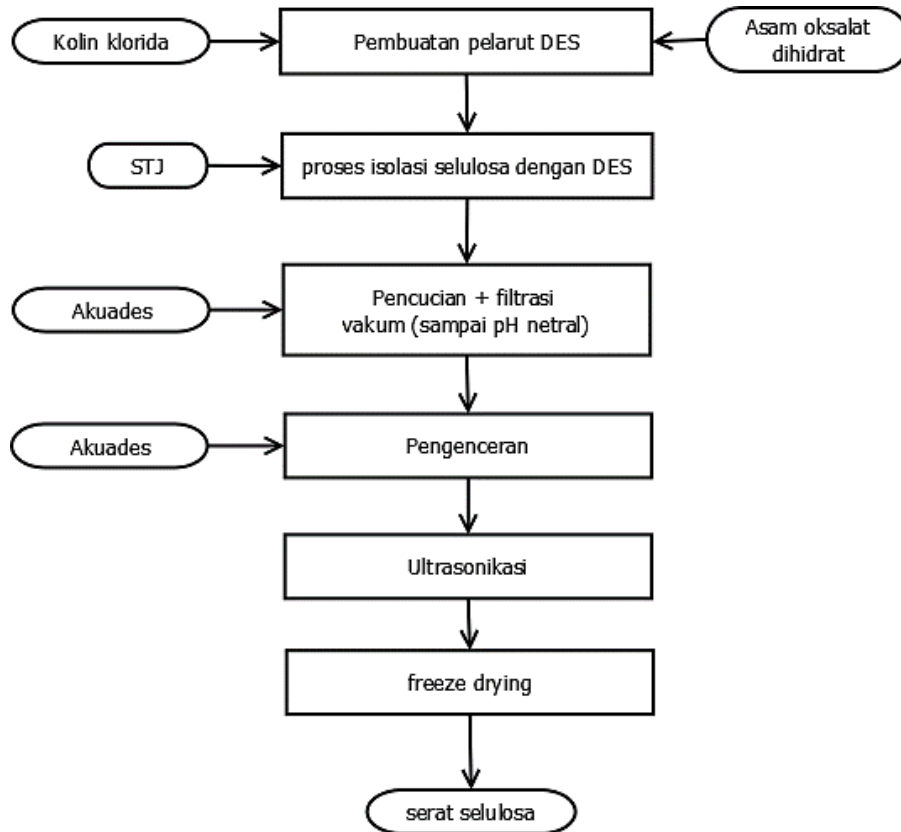 Kolin klorida
Pembuatan pelarut DES
Asam oksalat
dihidrat
STJ
proses isolasi selulosa dengan DES
Akuades
Pencucian + filtrasi
vakum (sampai pH netral)
Akuades
Pengenceran
Ultrasonikasi
freeze drying
serat selulosa